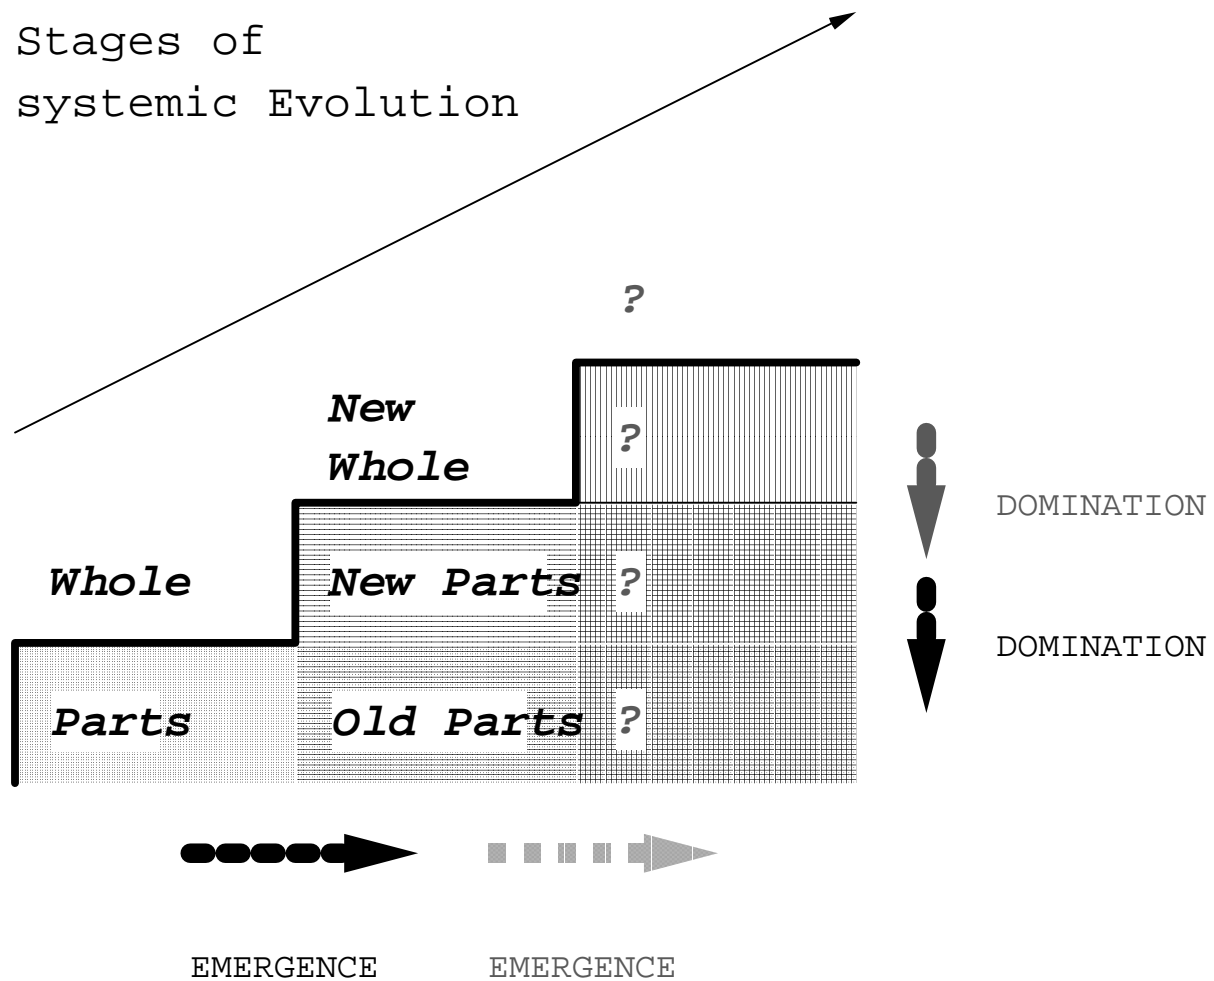 Stages of
systemic Evolution
?
New
Whole
?
DOMINATION
Whole
New Parts
?
DOMINATION
Parts
Old Parts
?
EMERGENCE
EMERGENCE